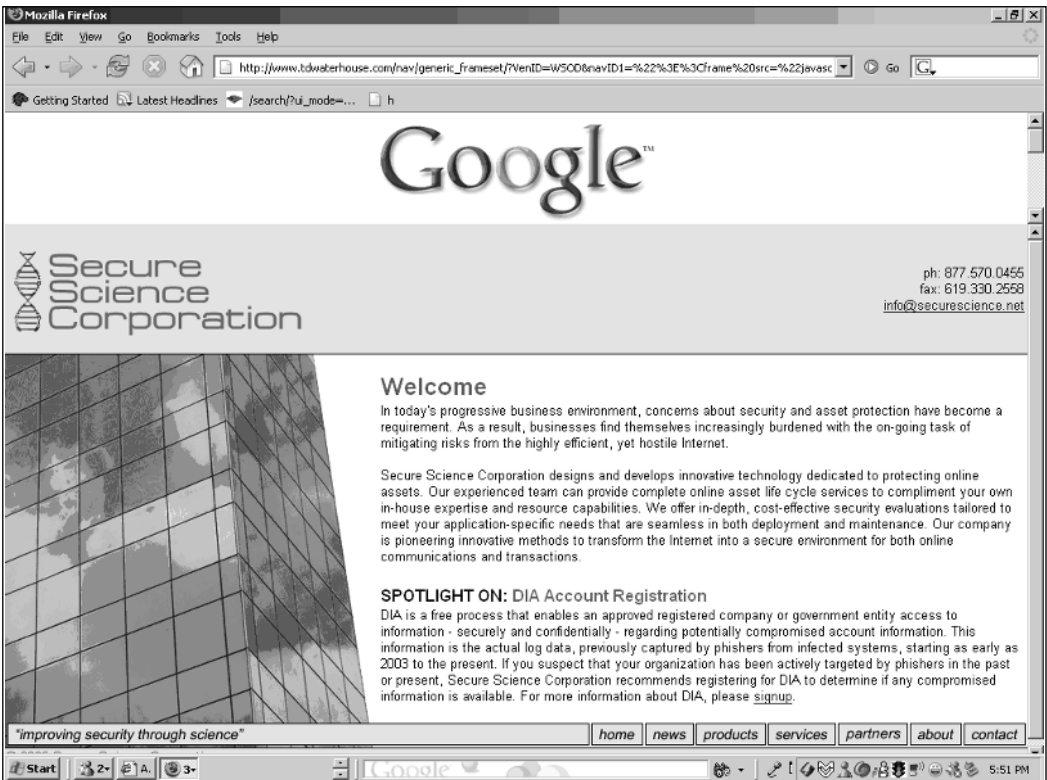 Mozilla Firefox
File Edit View Go Bookmarks Tools Help
http://www.tdwaterhouse.com/nav/generic_frameset/?VenID=WSOD&navID1=%22%3E%3Cframe%20src=%22javasc
Go
G
Getting Started Latest Headlines /search/?ui_mode=... h
Google™
Secure
Science
Corporation
ph: 877.570.0455
fax: 619.330.2558
info@securescience.net
Welcome
In today's progressive business environment, concerns about security and asset protection have become a
requirement. As a result, businesses find themselves increasingly burdened with the on-going task of
mitigating risks from the highly efficient, yet hostile Internet.
Secure Science Corporation designs and develops innovative technology dedicated to protecting online
assets. Our experienced team can provide complete online asset life cycle services to compliment your own
in-house expertise and resource capabilities. We offer in-depth, cost-effective security evaluations tailored to
meet your application-specific needs that are seamless in both deployment and maintenance. Our company
is pioneering innovative methods to transform the Internet into a secure environment for both online
communications and transactions.
SPOTLIGHT ON: DIA Account Registration
DIA is a free process that enables an approved registered company or government entity access to
information - securely and confidentially - regarding potentially compromised account information. This
information is the actual log data, previously captured by phishers from infected systems, starting as early as
2003 to the present. If you suspect that your organization has been actively targeted by phishers in the past
or present, Secure Science Corporation recommends registering for DIA to determine if any compromised
information is available. For more information about DIA, please signup.
"improving security through science"
home news products services partners about contact
Start 2 A. 3 Google 5:51 PM